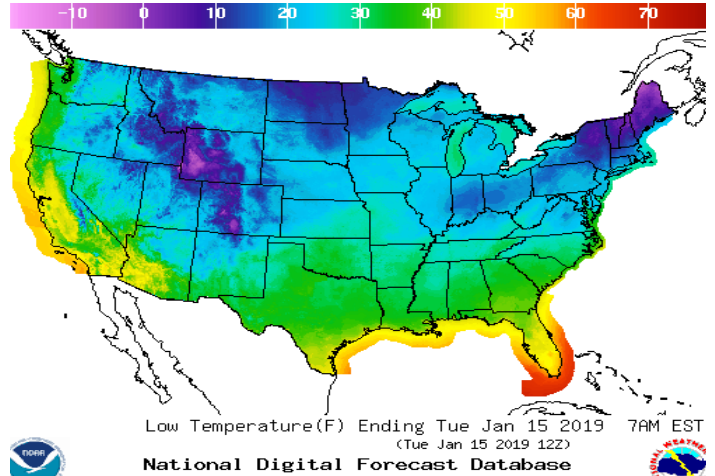 -10 0 10 20 30 40 50 60 70
Low Temperature(F) Ending Tue Jan 15 2019 7AM EST
(Tue Jan 15 2019 12Z)
National Digital Forecast Database
noaa